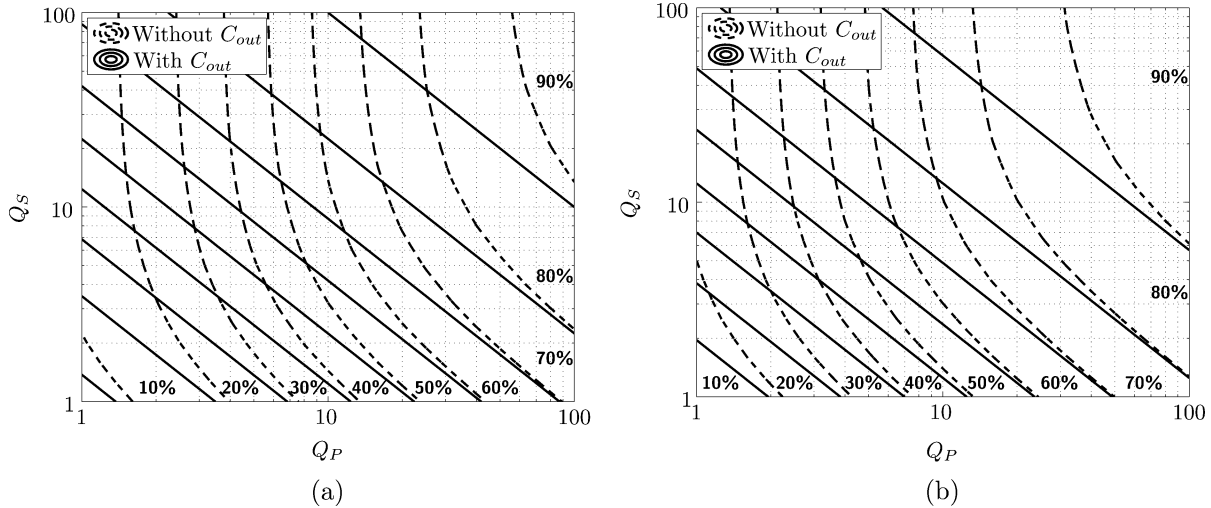 100
Without C_out
With C_out
90%
Q_S
10
80%
70%
10% 20% 30% 40% 50% 60%
1
1 10 100
Q_P
(a)
100
Without C_out
With C_out
90%
Q_S
10
80%
10% 20% 30% 40% 50% 60% 70%
1
1 10 100
Q_P
(b)